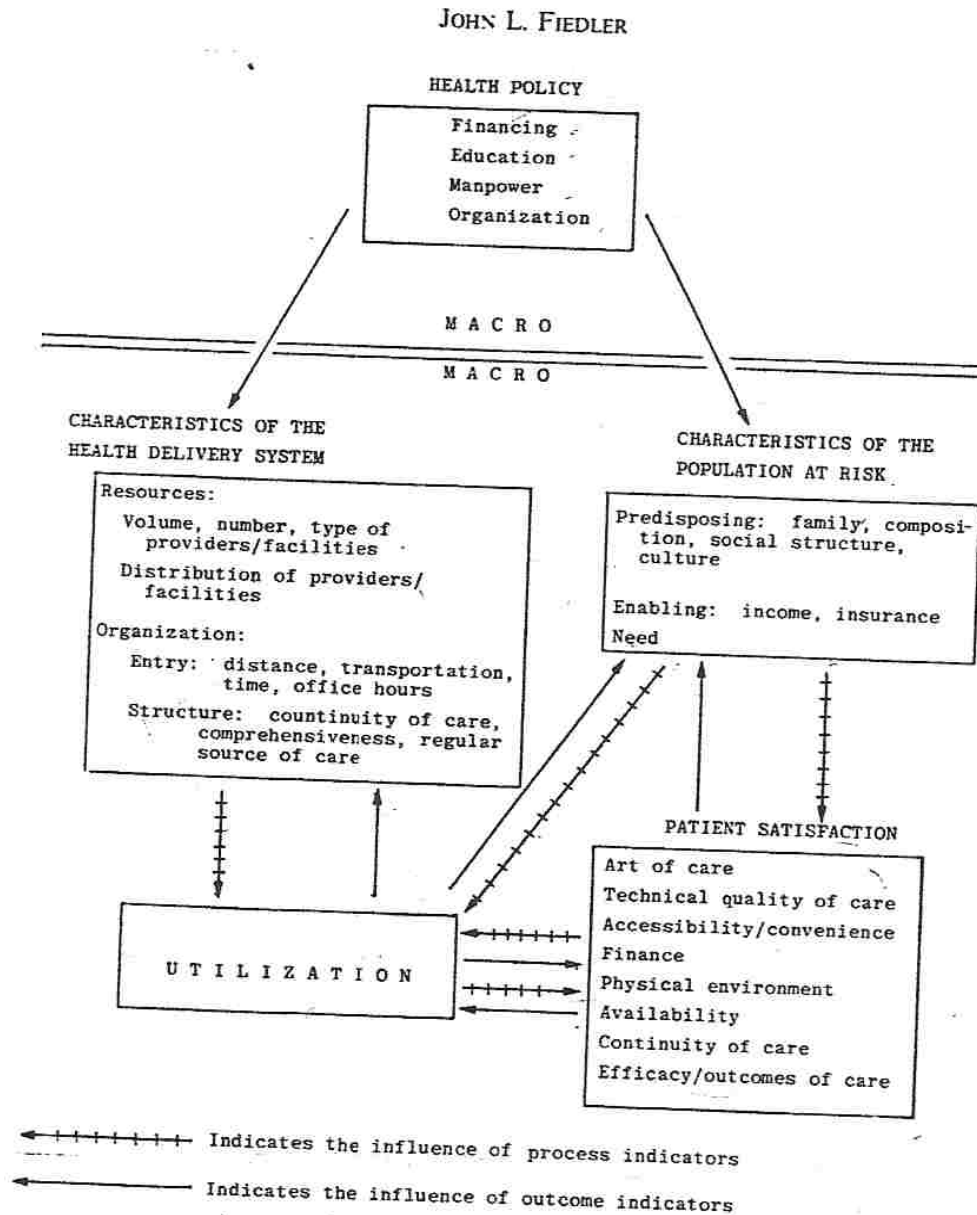 JOHN L. FIEDLER
HEALTH POLICY
Financing
Education
Manpower
Organization
M A C R O
M A C R O
CHARACTERISTICS OF THE
HEALTH DELIVERY SYSTEM
Resources:
Volume, number, type of
providers/facilities
Distribution of providers/
facilities
Organization:
Entry: distance, transportation,
time, office hours
Structure: countinuity of care,
comprehensiveness, regular
source of care
CHARACTERISTICS OF THE
POPULATION AT RISK
Predisposing: family, composi-
tion, social structure,
culture
Enabling: income, insurance
Need
U T I L I Z A T I O N
PATIENT SATISFACTION
Art of care
Technical quality of care
Accessibility/convenience
Finance
Physical environment
Availability
Continuity of care
Efficacy/outcomes of care
Indicates the influence of process indicators
Indicates the influence of outcome indicators